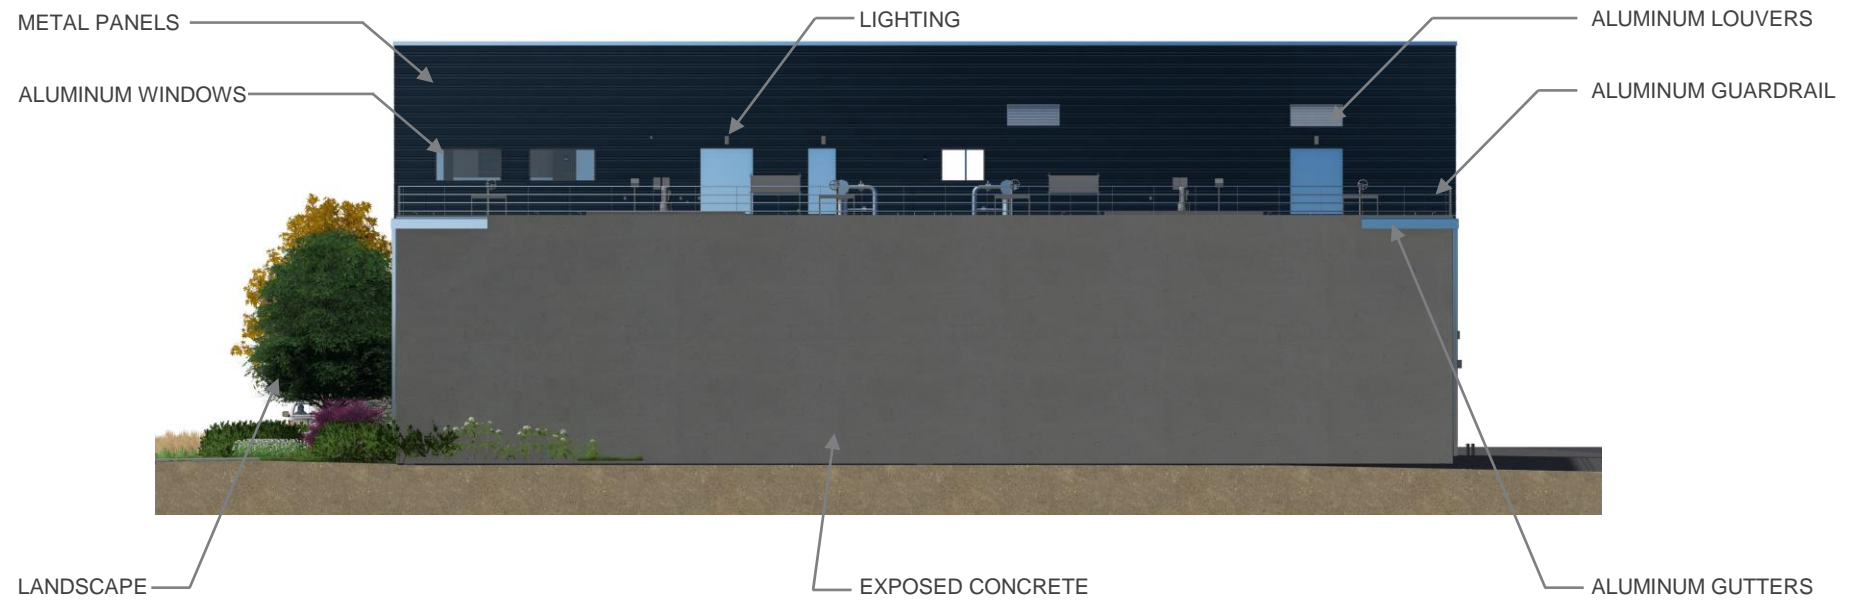 METAL PANELS
LIGHTING
ALUMINUM LOUVERS
ALUMINUM WINDOWS
ALUMINUM GUARDRAIL
LANDSCAPE
EXPOSED CONCRETE
ALUMINUM GUTTERS